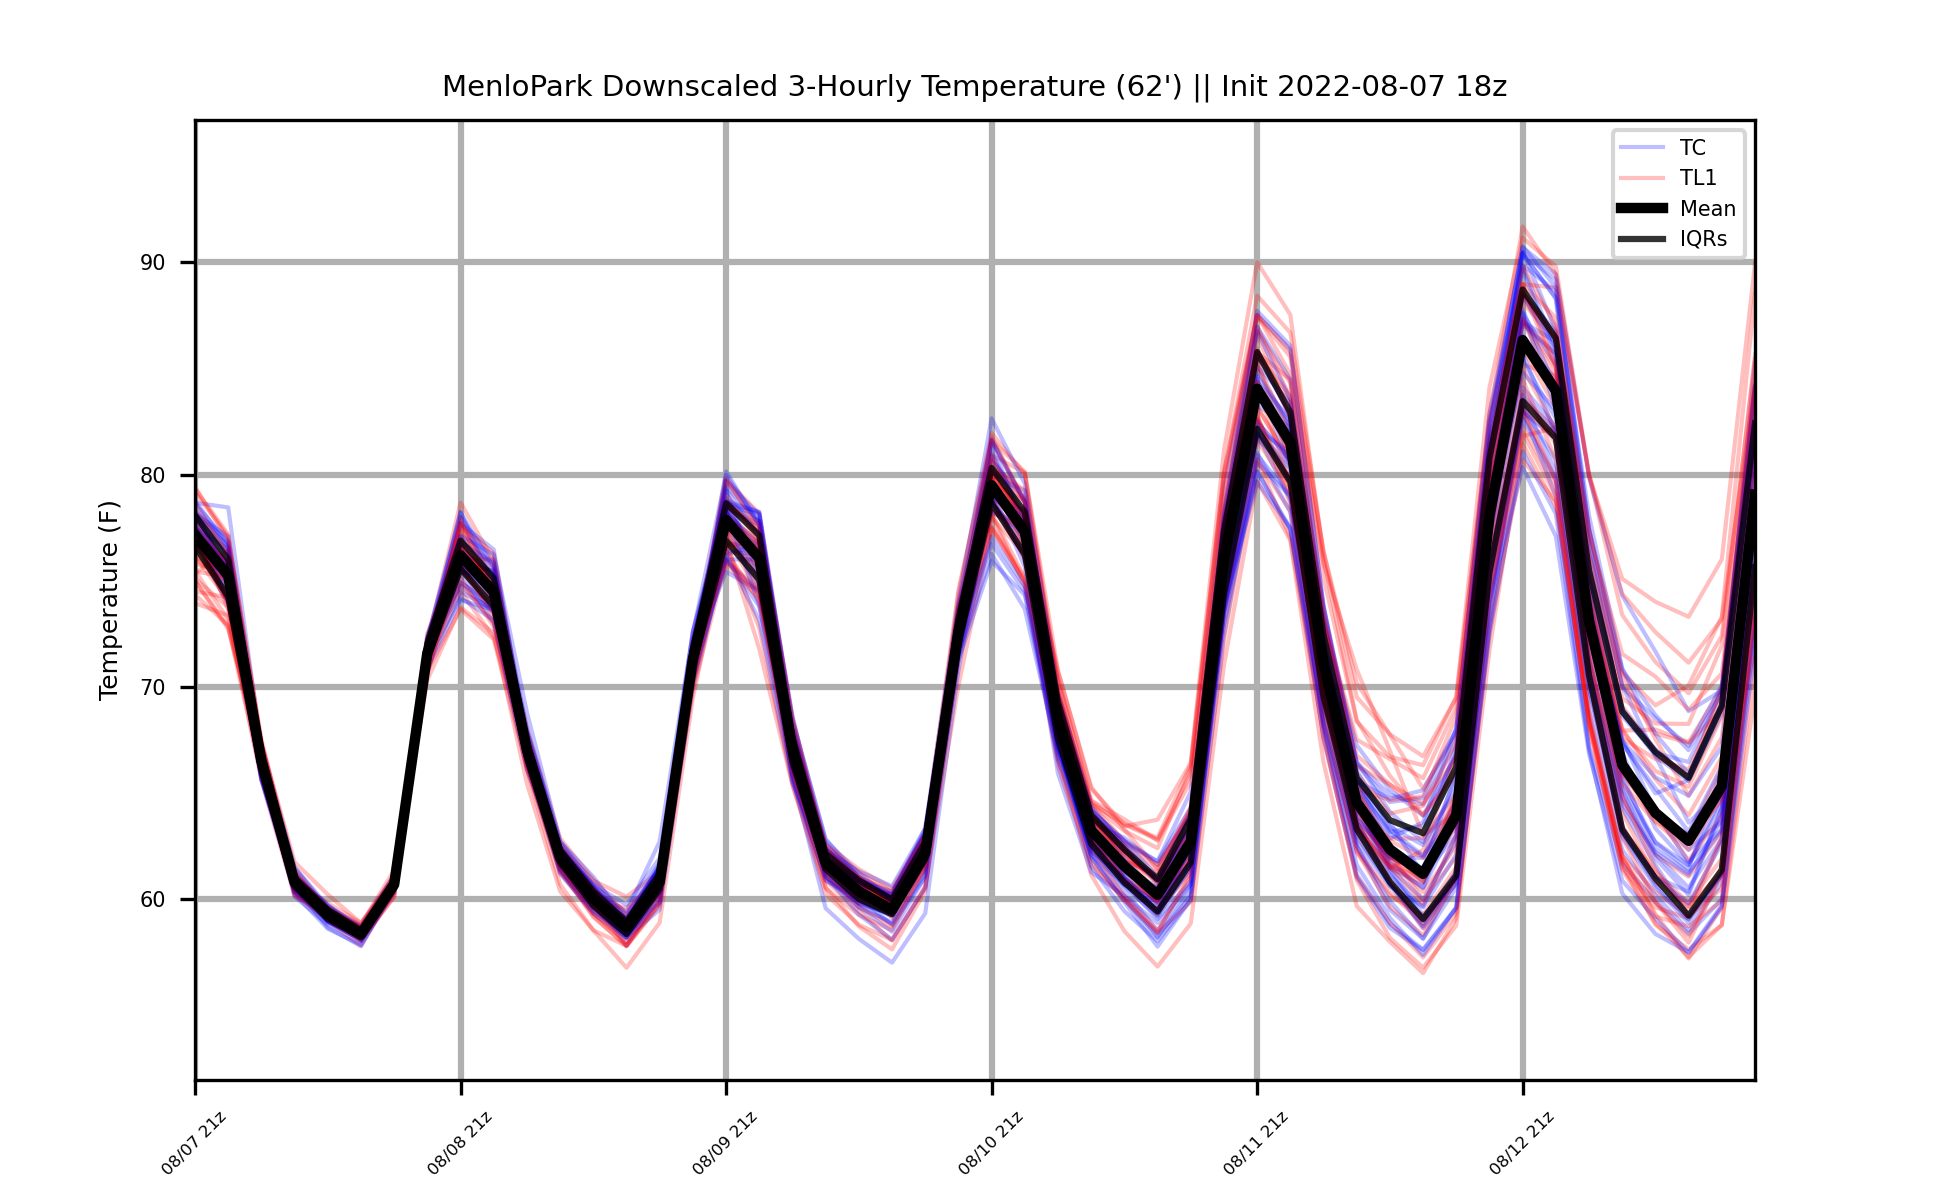 MenloPark Downscaled 3-Hourly Temperature (62') || Init 2022-08-07 18z
TC
TL1
Mean
IQRs
Temperature (F)
90
80
70
60
08/07 21z
08/08 21z
08/09 21z
08/10 21z
08/11 21z
08/12 21z